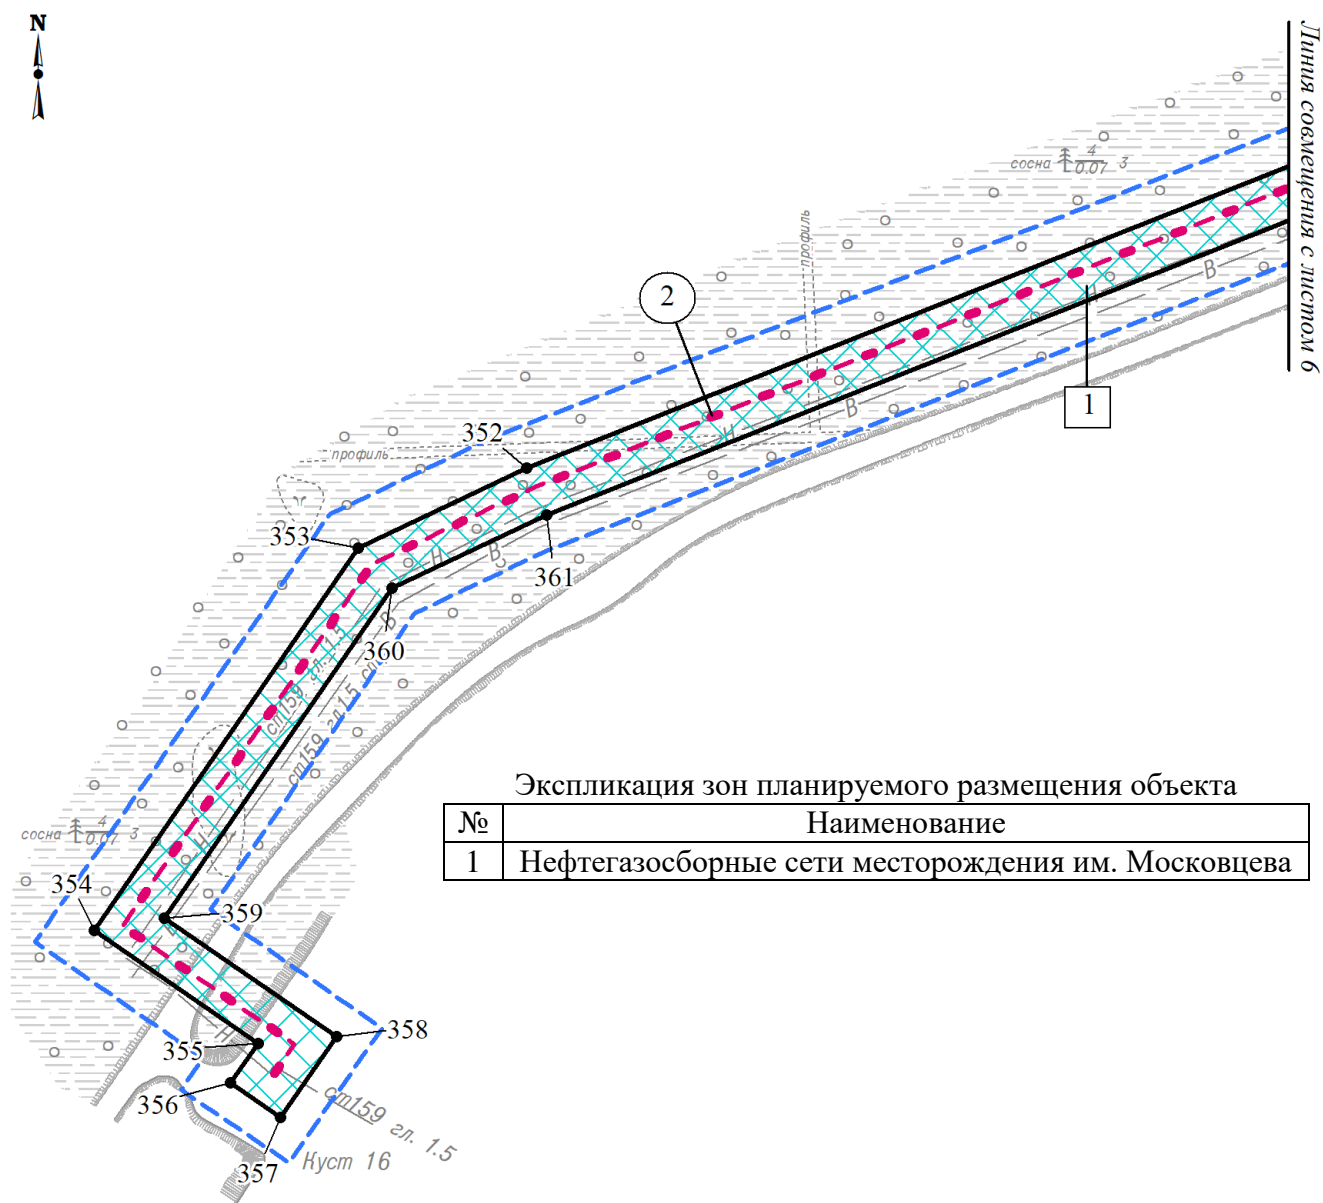 N
Линия совмещения с листом 6
сосна 4 3
0.07
профиль
2
В
Н
1
В
Н
352
профиль
353
Н
В
361
В
360
ст159 гл. 1.5
ст159 гл 1.5 ст
Экспликация зон планируемого размещения объекта
№ Наименование
1 Нефтегазосборные сети месторождения им. Московцева
сосна 4 3
0.07
Н
354
359
358
355
Н
356
ст159 гл. 1.5
357
Куст 16